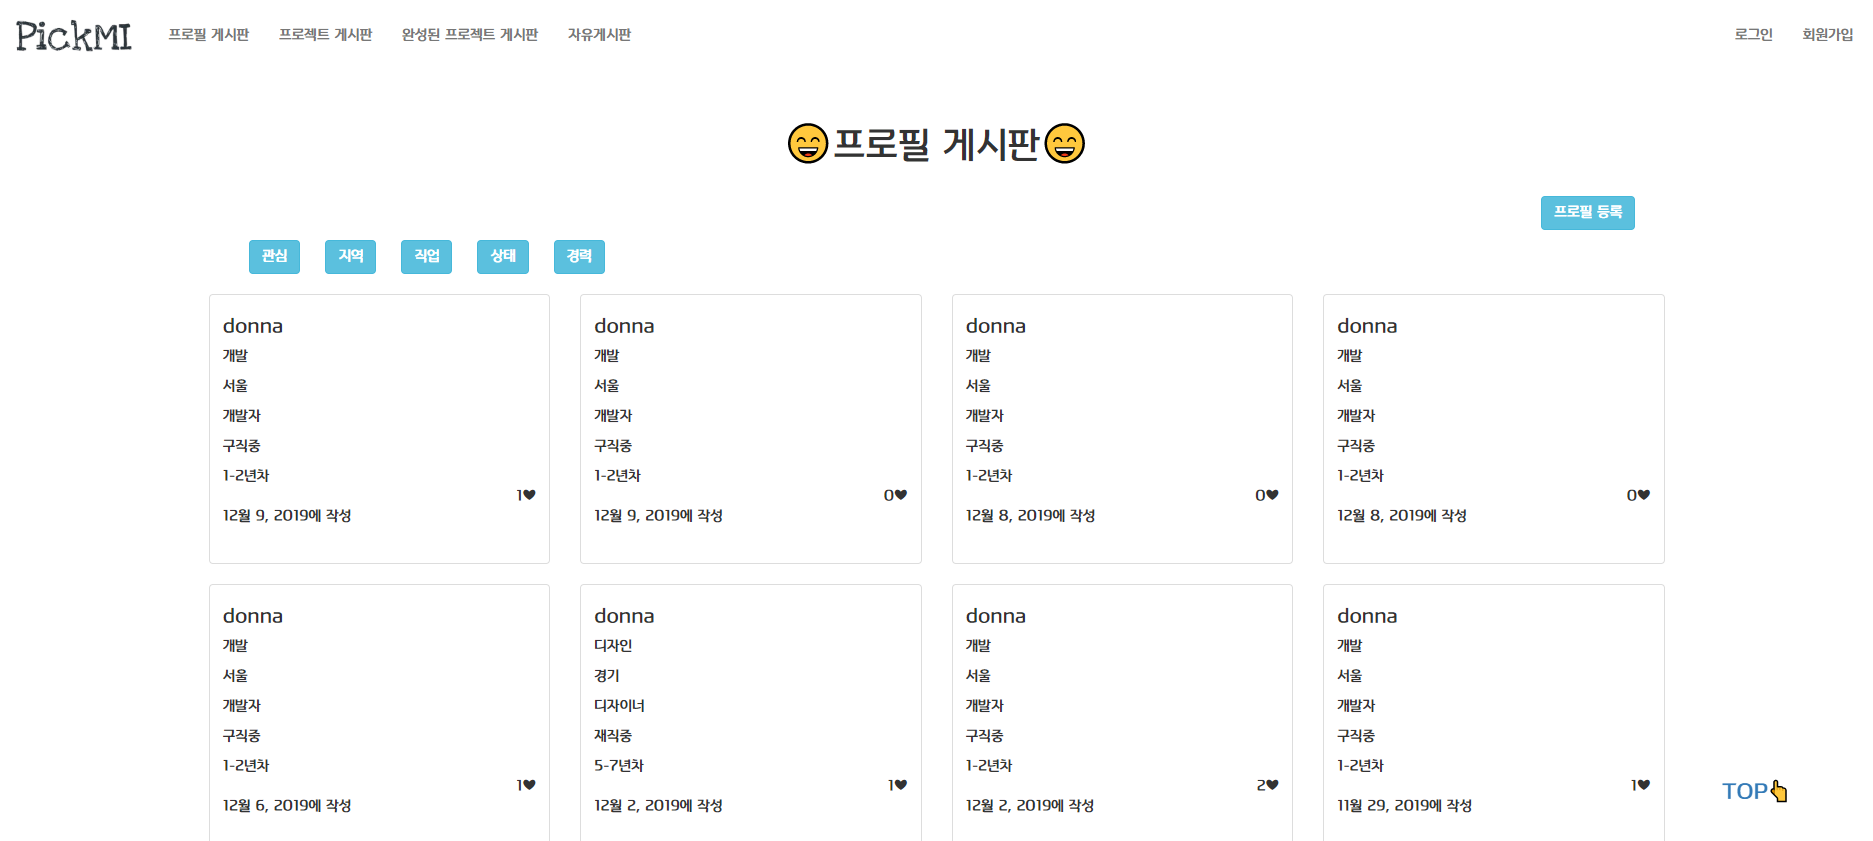 PickMI 프로필 게시판 프로젝트 게시판 완성된 프로젝트 게시판 자유게시판 로그인 회원가입
😄프로필 게시판😄
프로필 등록
관심 지역 직업 상태 경력
donna
개발
서울
개발자
구직중
1-2년차
1♥
12월 9, 2019에 작성
donna
개발
서울
개발자
구직중
1-2년차
0♥
12월 9, 2019에 작성
donna
개발
서울
개발자
구직중
1-2년차
0♥
12월 8, 2019에 작성
donna
개발
서울
개발자
구직중
1-2년차
0♥
12월 8, 2019에 작성
donna
개발
서울
개발자
구직중
1-2년차
1♥
12월 6, 2019에 작성
donna
디자인
경기
디자이너
재직중
5-7년차
1♥
12월 2, 2019에 작성
donna
개발
서울
개발자
구직중
1-2년차
2♥
12월 2, 2019에 작성
donna
개발
서울
개발자
구직중
1-2년차
1♥
11월 29, 2019에 작성
TOP👆